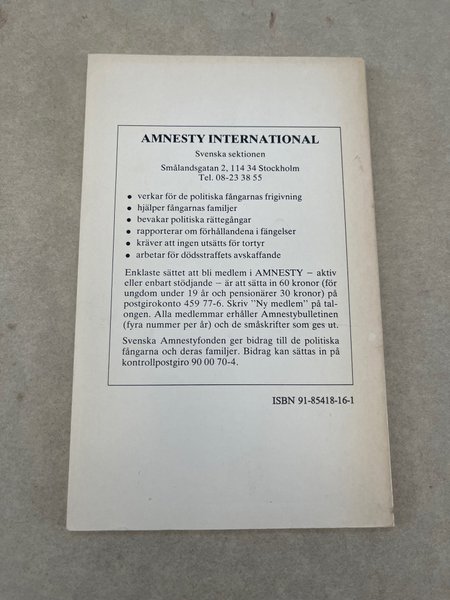 AMNESTY INTERNATIONAL
Svenska sektionen
Smålandsgatan 2, 114 34 Stockholm
Tel. 08-23 38 55
• verkar för de politiska fångarnas frigivning
• hjälper fångarnas familjer
• bevakar politiska rättegångar
• rapporterar om förhållandena i fängelser
• kräver att ingen utsätts för tortyr
• arbetar för dödsstraffets avskaffande
Enklaste sättet att bli medlem i AMNESTY – aktiv
eller enbart stödjande – är att sätta in 60 kronor (för
ungdom under 19 år och pensionärer 30 kronor) på
postgirokonto 459 77-6. Skriv "Ny medlem" på tal-
ongen. Alla medlemmar erhåller Amnestybulletinen
(fyra nummer per år) och de småskrifter som ges ut.
Svenska Amnestyfonden ger bidrag till de politiska
fångarna och deras familjer. Bidrag kan sättas in på
kontrollpostgiro 90 00 70-4.
ISBN 91-85418-16-1